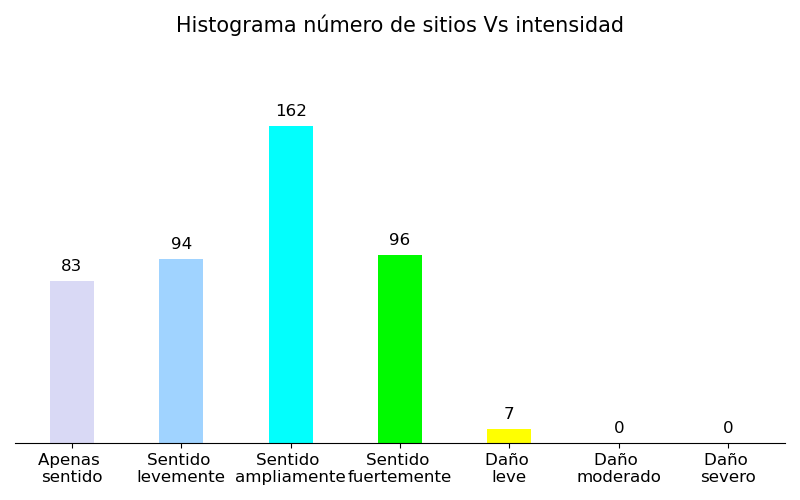 Histograma número de sitios Vs intensidad
162
94
96
83
7
0
0
Apenas
sentido
Sentido
levemente
Sentido
ampliamente
Sentido
fuertemente
Daño
leve
Daño
moderado
Daño
severo